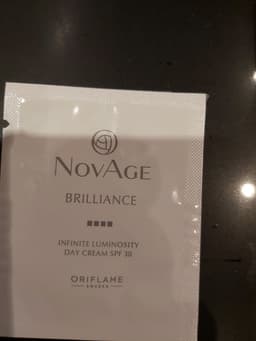 NOVAGE
BRILLIANCE
INFINITE LUMINOSITY
DAY CREAM SPF 30
ORIFLAME
SWEDEN